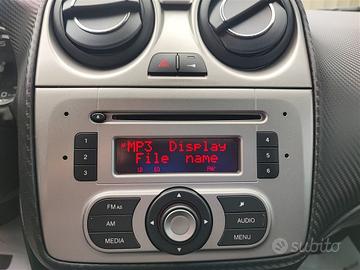 *MP3 Display
File name
1
2
3
4
5
6
FM AS
AM
MEDIA
AUDIO
MENU
subito